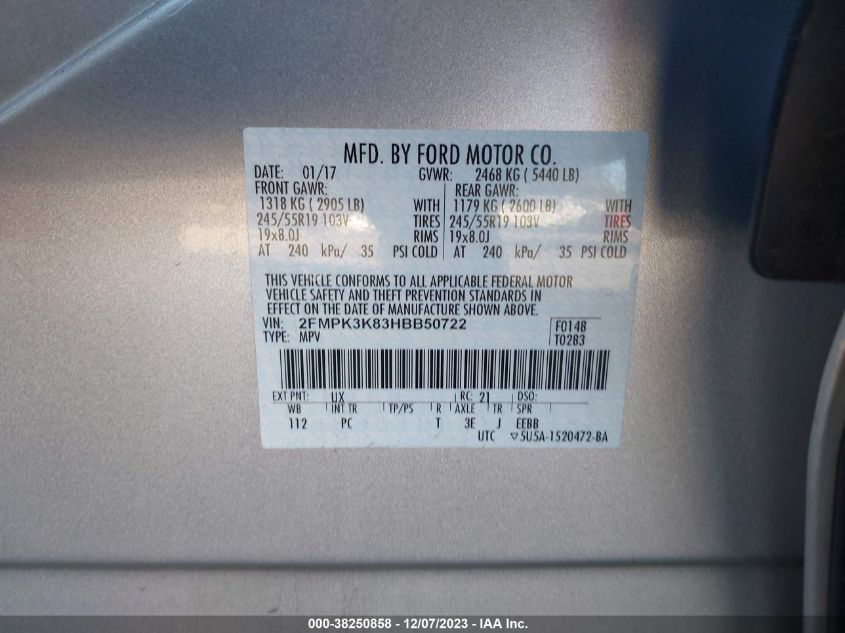 MFD. BY FORD MOTOR CO.
DATE: 01/17 GVWR: 2468 KG ( 5440 LB)
FRONT GAWR: REAR GAWR:
1318 KG ( 2905 LB) WITH 1179 KG ( 2600 LB) WITH
245/55R19 103V TIRES 245/55R19 103V TIRES
19x8.0J RIMS 19x8.0J RIMS
AT 240 kPa/ 35 PSI COLD AT 240 kPa/ 35 PSI COLD
THIS VEHICLE CONFORMS TO ALL APPLICABLE FEDERAL MOTOR
VEHICLE SAFETY AND THEFT PREVENTION STANDARDS IN
EFFECT ON THE DATE OF MANUFACTURE SHOWN ABOVE.
VIN: 2FMPK3K83HBB50722 F0148
TYPE: MPV T0283
EXT PNT: UX RC: 21 DSO:
WB INT TR TP/PS R AXLE TR SPR
112 PC T 3E J EEBB
UTC ▽5U5A-1520472-BA
000-38250858 - 12/07/2023 - IAA Inc.